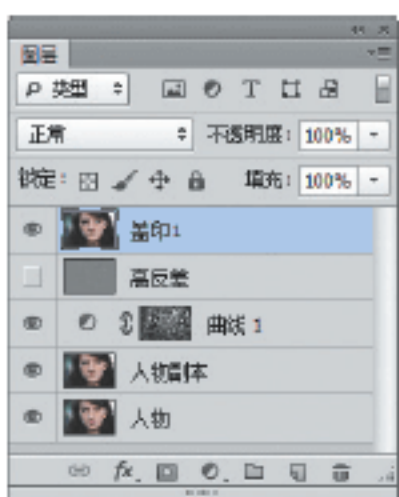 图层
类型
正常 不透明度: 100%
锁定: 填充: 100%
盖印1
高反差
曲线 1
人物副本
人物
fx